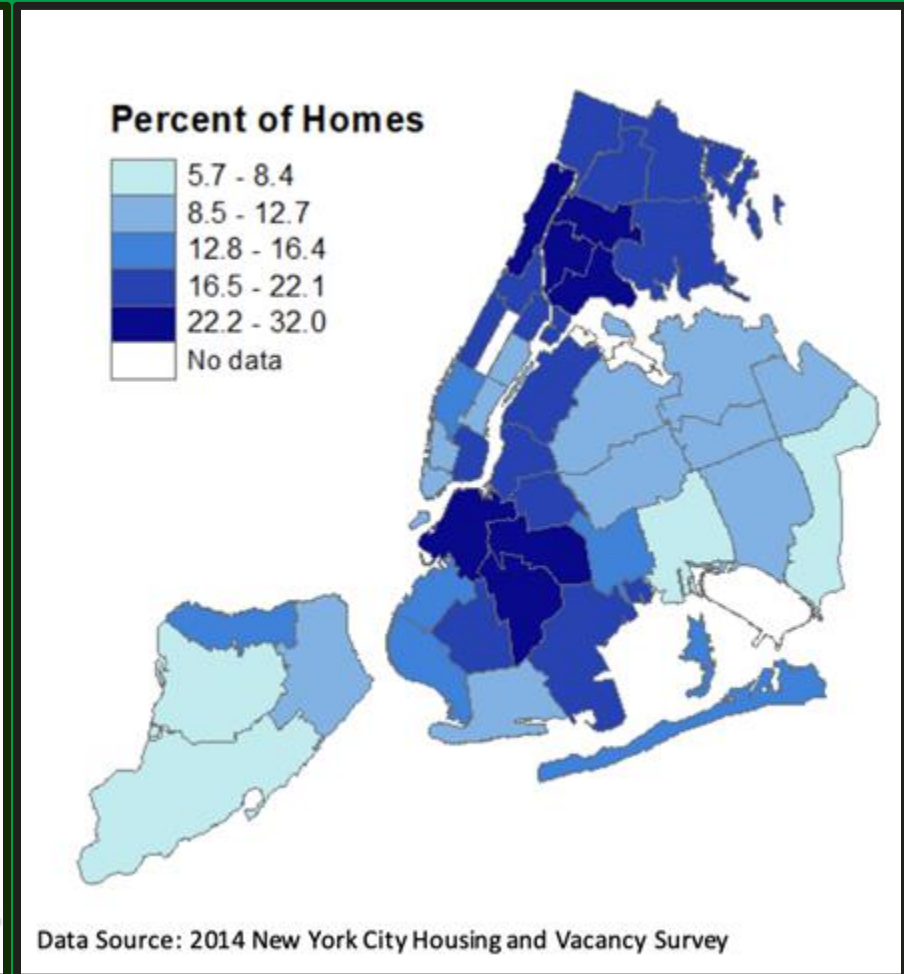 Percent of Homes
5.7 - 8.4
8.5 - 12.7
12.8 - 16.4
16.5 - 22.1
22.2 - 32.0
No data
Data Source: 2014 New York City Housing and Vacancy Survey